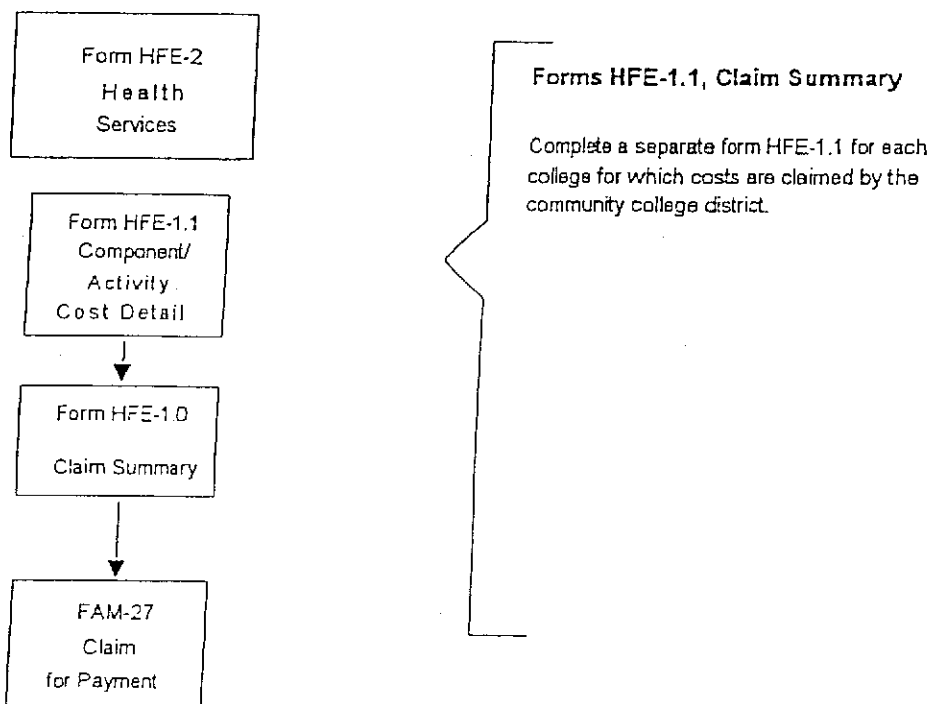 Form HFE-2
Health
Services
Form HFE-1.1
Component/
Activity
Cost Detail
Form HFE-1.0
Claim Summary
FAM-27
Claim
for Payment
Forms HFE-1.1, Claim Summary
Complete a separate form HFE-1.1 for each
college for which costs are claimed by the
community college district.